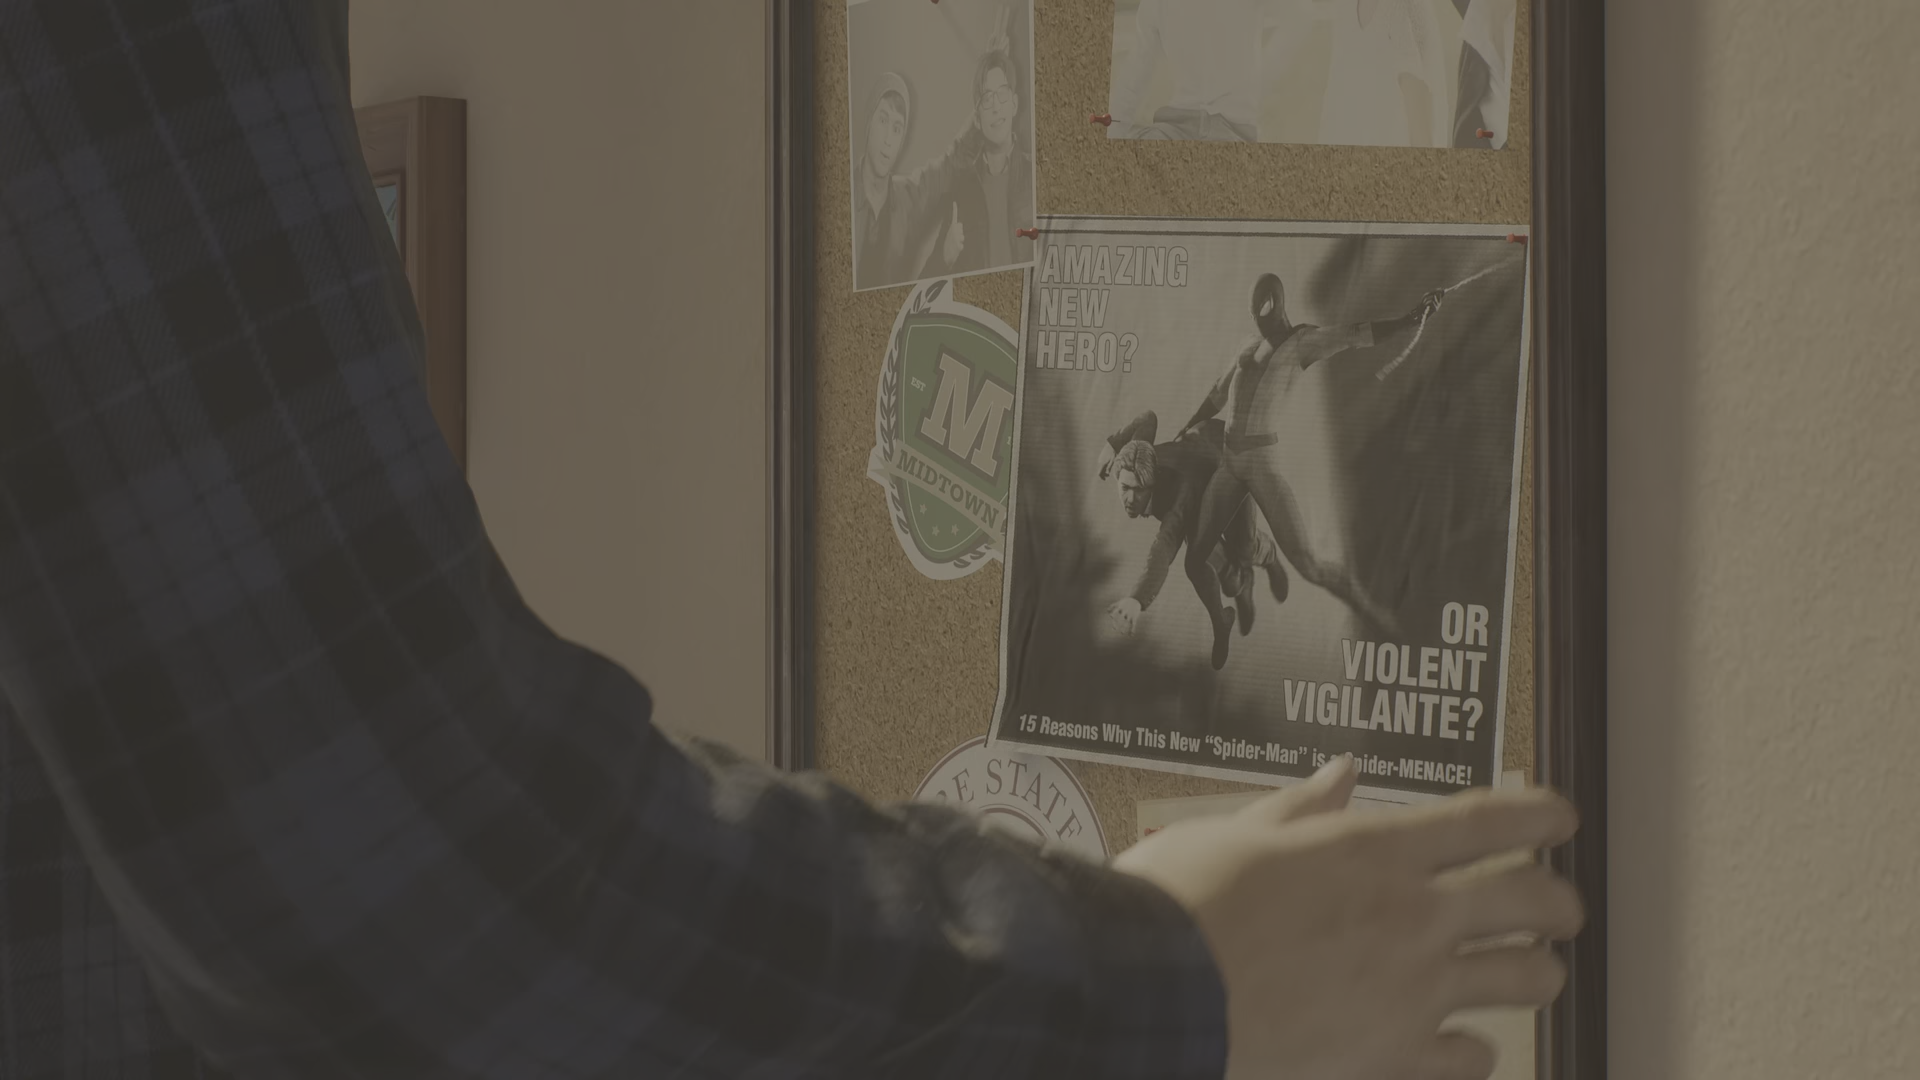 AMAZING
NEW
HERO?
EST
M
MIDTOWN
OR
VIOLENT
VIGILANTE?
15 Reasons Why This New “Spider-Man” is a Spider-MENACE!
RE STATE